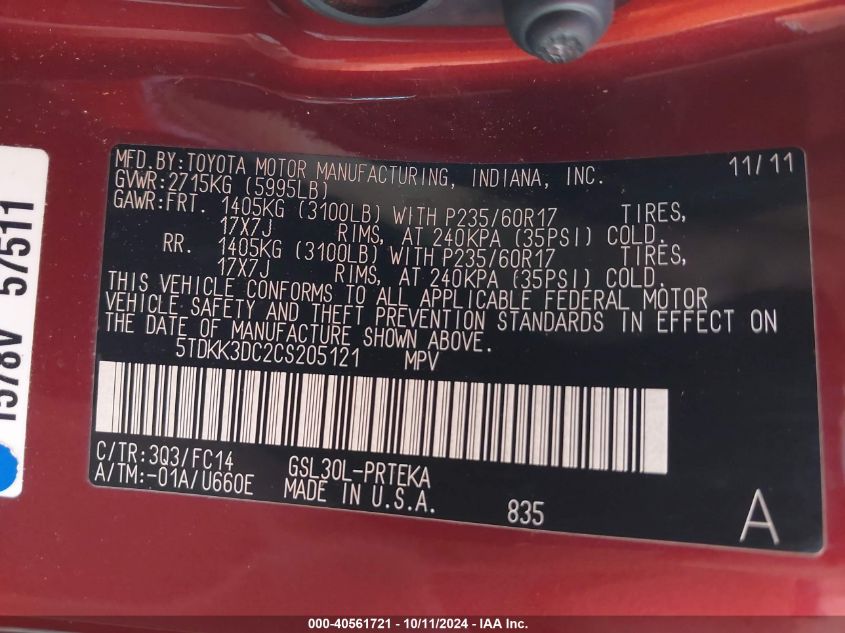 MFD.BY:TOYOTA MOTOR MANUFACTURING, INDIANA, INC. 11/11
GVWR:2715KG (5995LB)
GAWR:FRT. 1405KG (3100LB) WITH P235/60R17 TIRES,
17X7J RIMS, AT 240KPA (35PSI) COLD.
RR. 1405KG (3100LB) WITH P235/60R17 TIRES,
17X7J RIMS, AT 240KPA (35PSI) COLD.
THIS VEHICLE CONFORMS TO ALL APPLICABLE FEDERAL MOTOR
VEHICLE SAFETY AND THEFT PREVENTION STANDARDS IN EFFECT ON
THE DATE OF MANUFACTURE SHOWN ABOVE.
5TDKK3DC2CS205121 MPV
C/TR:3Q3/FC14 GSL30L-PRTEKA
A/TM:-01A/U660E MADE IN U.S.A. 835 A
1578V 57511
000-40561721 - 10/11/2024 - IAA Inc.